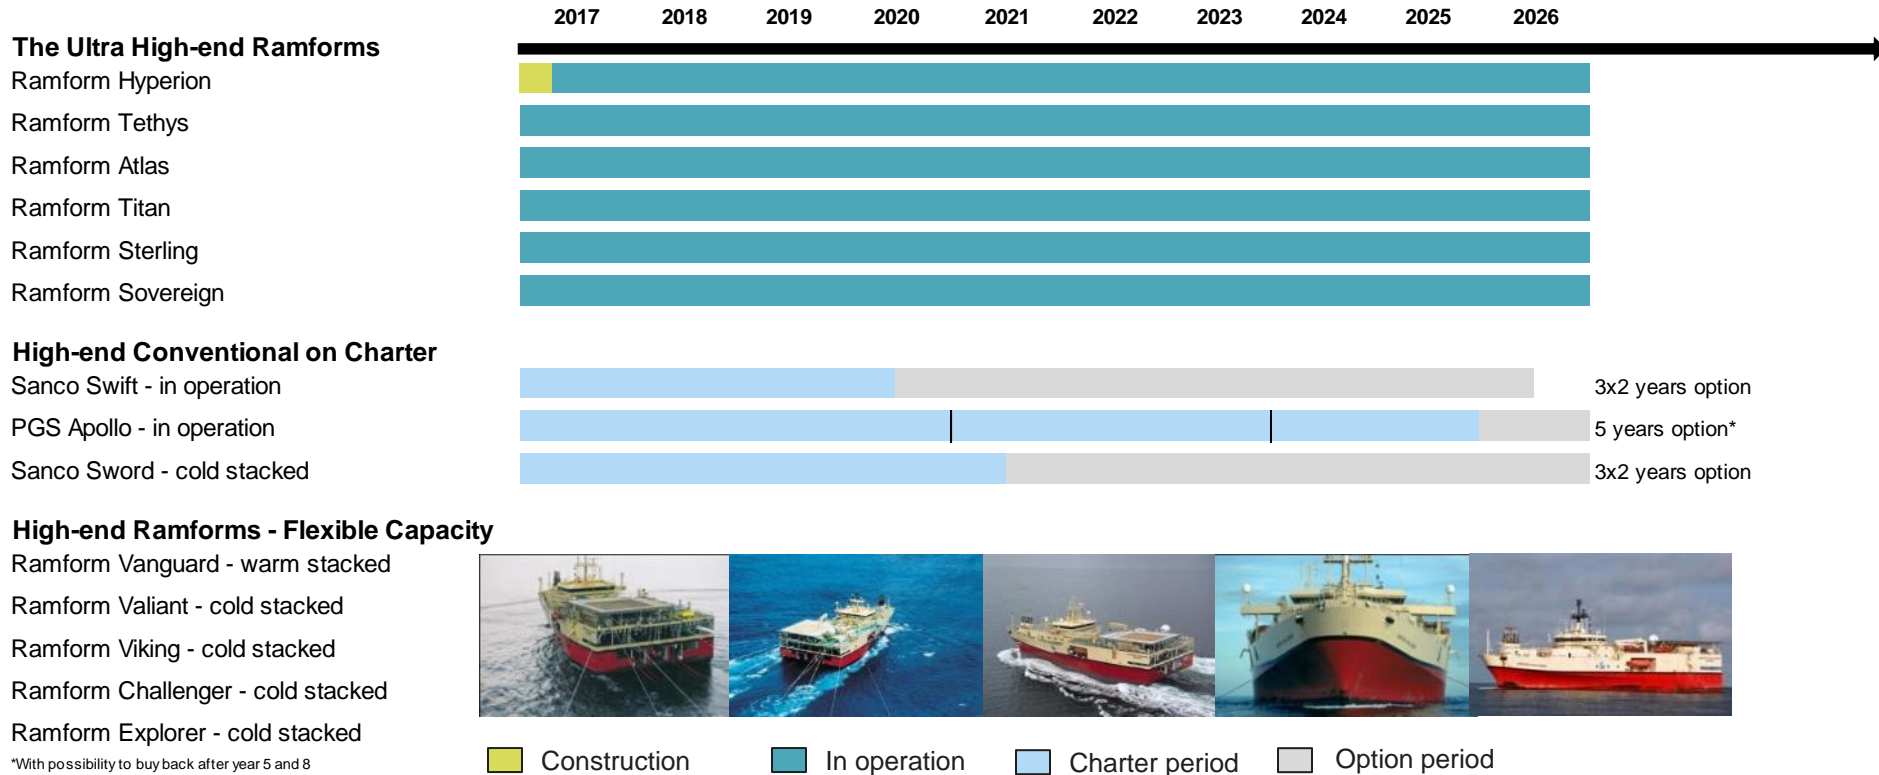 2017 2018 2019 2020 2021 2022 2023 2024 2025 2026
The Ultra High-end Ramforms
Ramform Hyperion
Ramform Tethys
Ramform Atlas
Ramform Titan
Ramform Sterling
Ramform Sovereign
High-end Conventional on Charter
Sanco Swift - in operation 3x2 years option
PGS Apollo - in operation 5 years option*
Sanco Sword - cold stacked 3x2 years option
High-end Ramforms - Flexible Capacity
Ramform Vanguard - warm stacked
Ramform Valiant - cold stacked
Ramform Viking - cold stacked
Ramform Challenger - cold stacked
Ramform Explorer - cold stacked
*With possibility to buy back after year 5 and 8
Construction In operation Charter period Option period